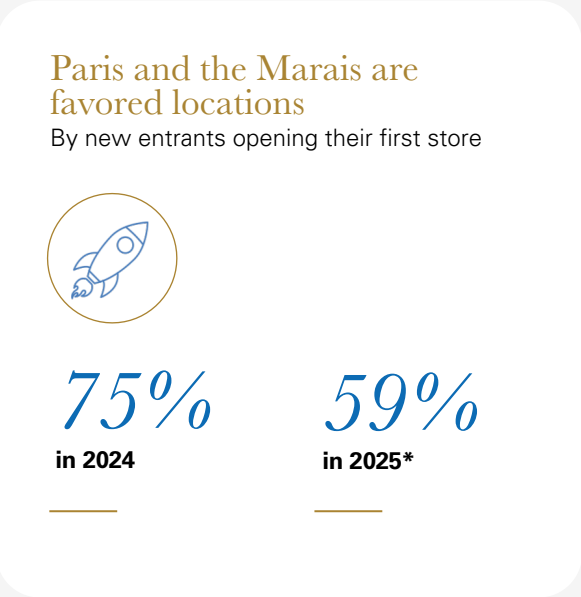 Paris and the Marais are
favored locations
By new entrants opening their first store
75%
59%
in 2024
in 2025*